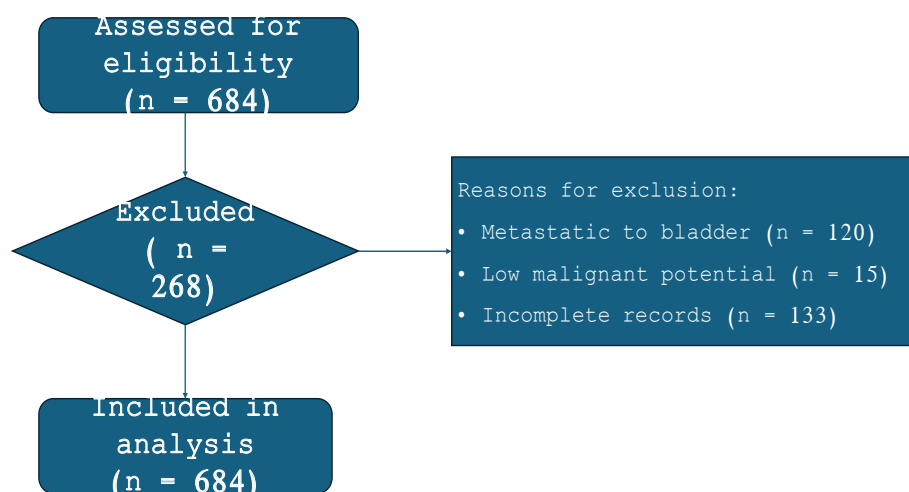 Assessed for
eligibility
(n = 684)
Excluded
( n =
268)
Reasons for exclusion:
• Metastatic to bladder (n = 120)
• Low malignant potential (n = 15)
• Incomplete records (n = 133)
Included in
analysis
(n = 684)